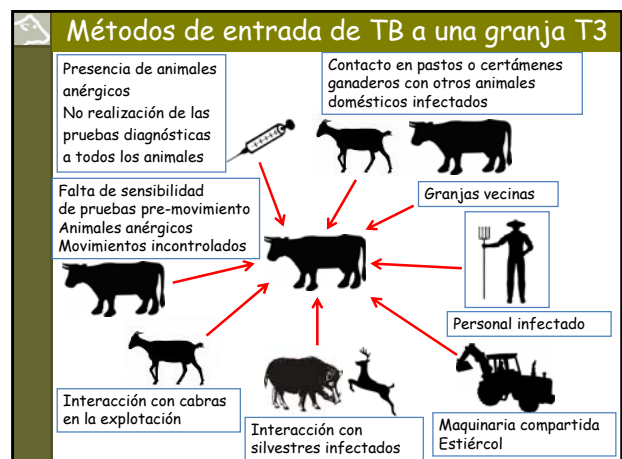 Métodos de entrada de TB a una granja T3
Presencia de animales
anérgicos
No realización de las
pruebas diagnósticas
a todos los animales
Contacto en pastos o certámenes
ganaderos con otros animales
domésticos infectados
Falta de sensibilidad
de pruebas pre-movimiento
Animales anérgicos
Movimientos incontrolados
Granjas vecinas
Personal infectado
Interacción con cabras
en la explotación
Interacción con
silvestres infectados
Maquinaria compartida
Estiércol